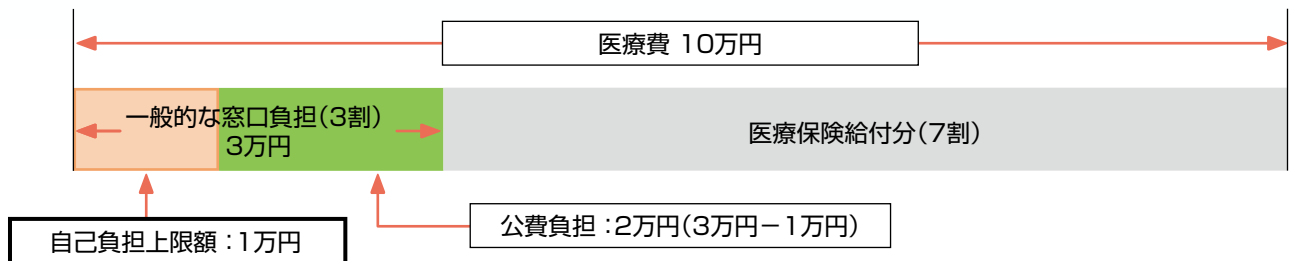 医療費 10万円
一般的な窓口負担(3割)
3万円
医療保険給付分(7割)
自己負担上限額:1万円
公費負担:2万円(3万円－1万円)